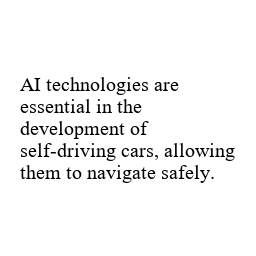 AI technologies are
essential in the
development of
self-driving cars, allowing
them to navigate safely.